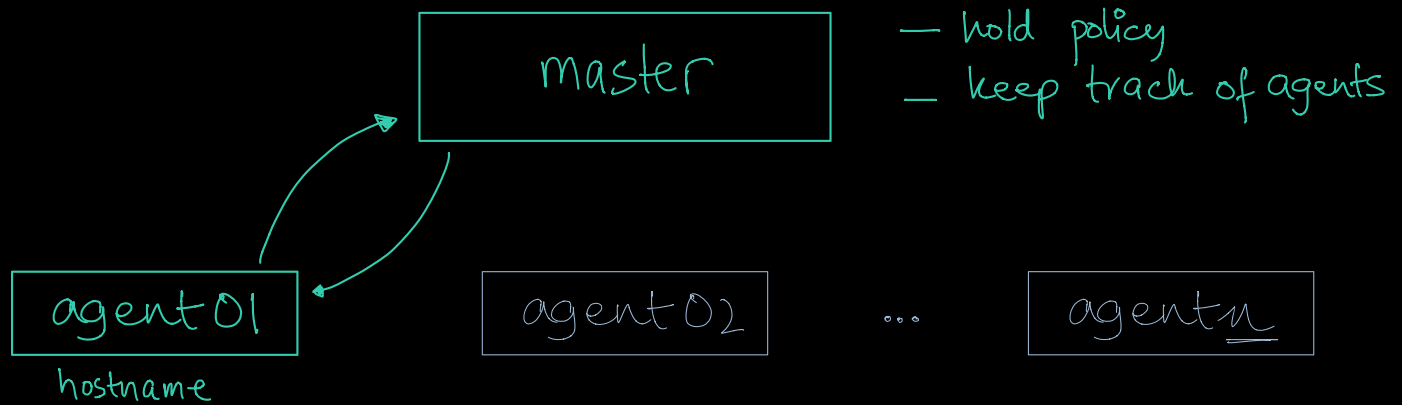 master
— hold policy
— keep track of agents
agent01
agent02
...
agentn
hostname